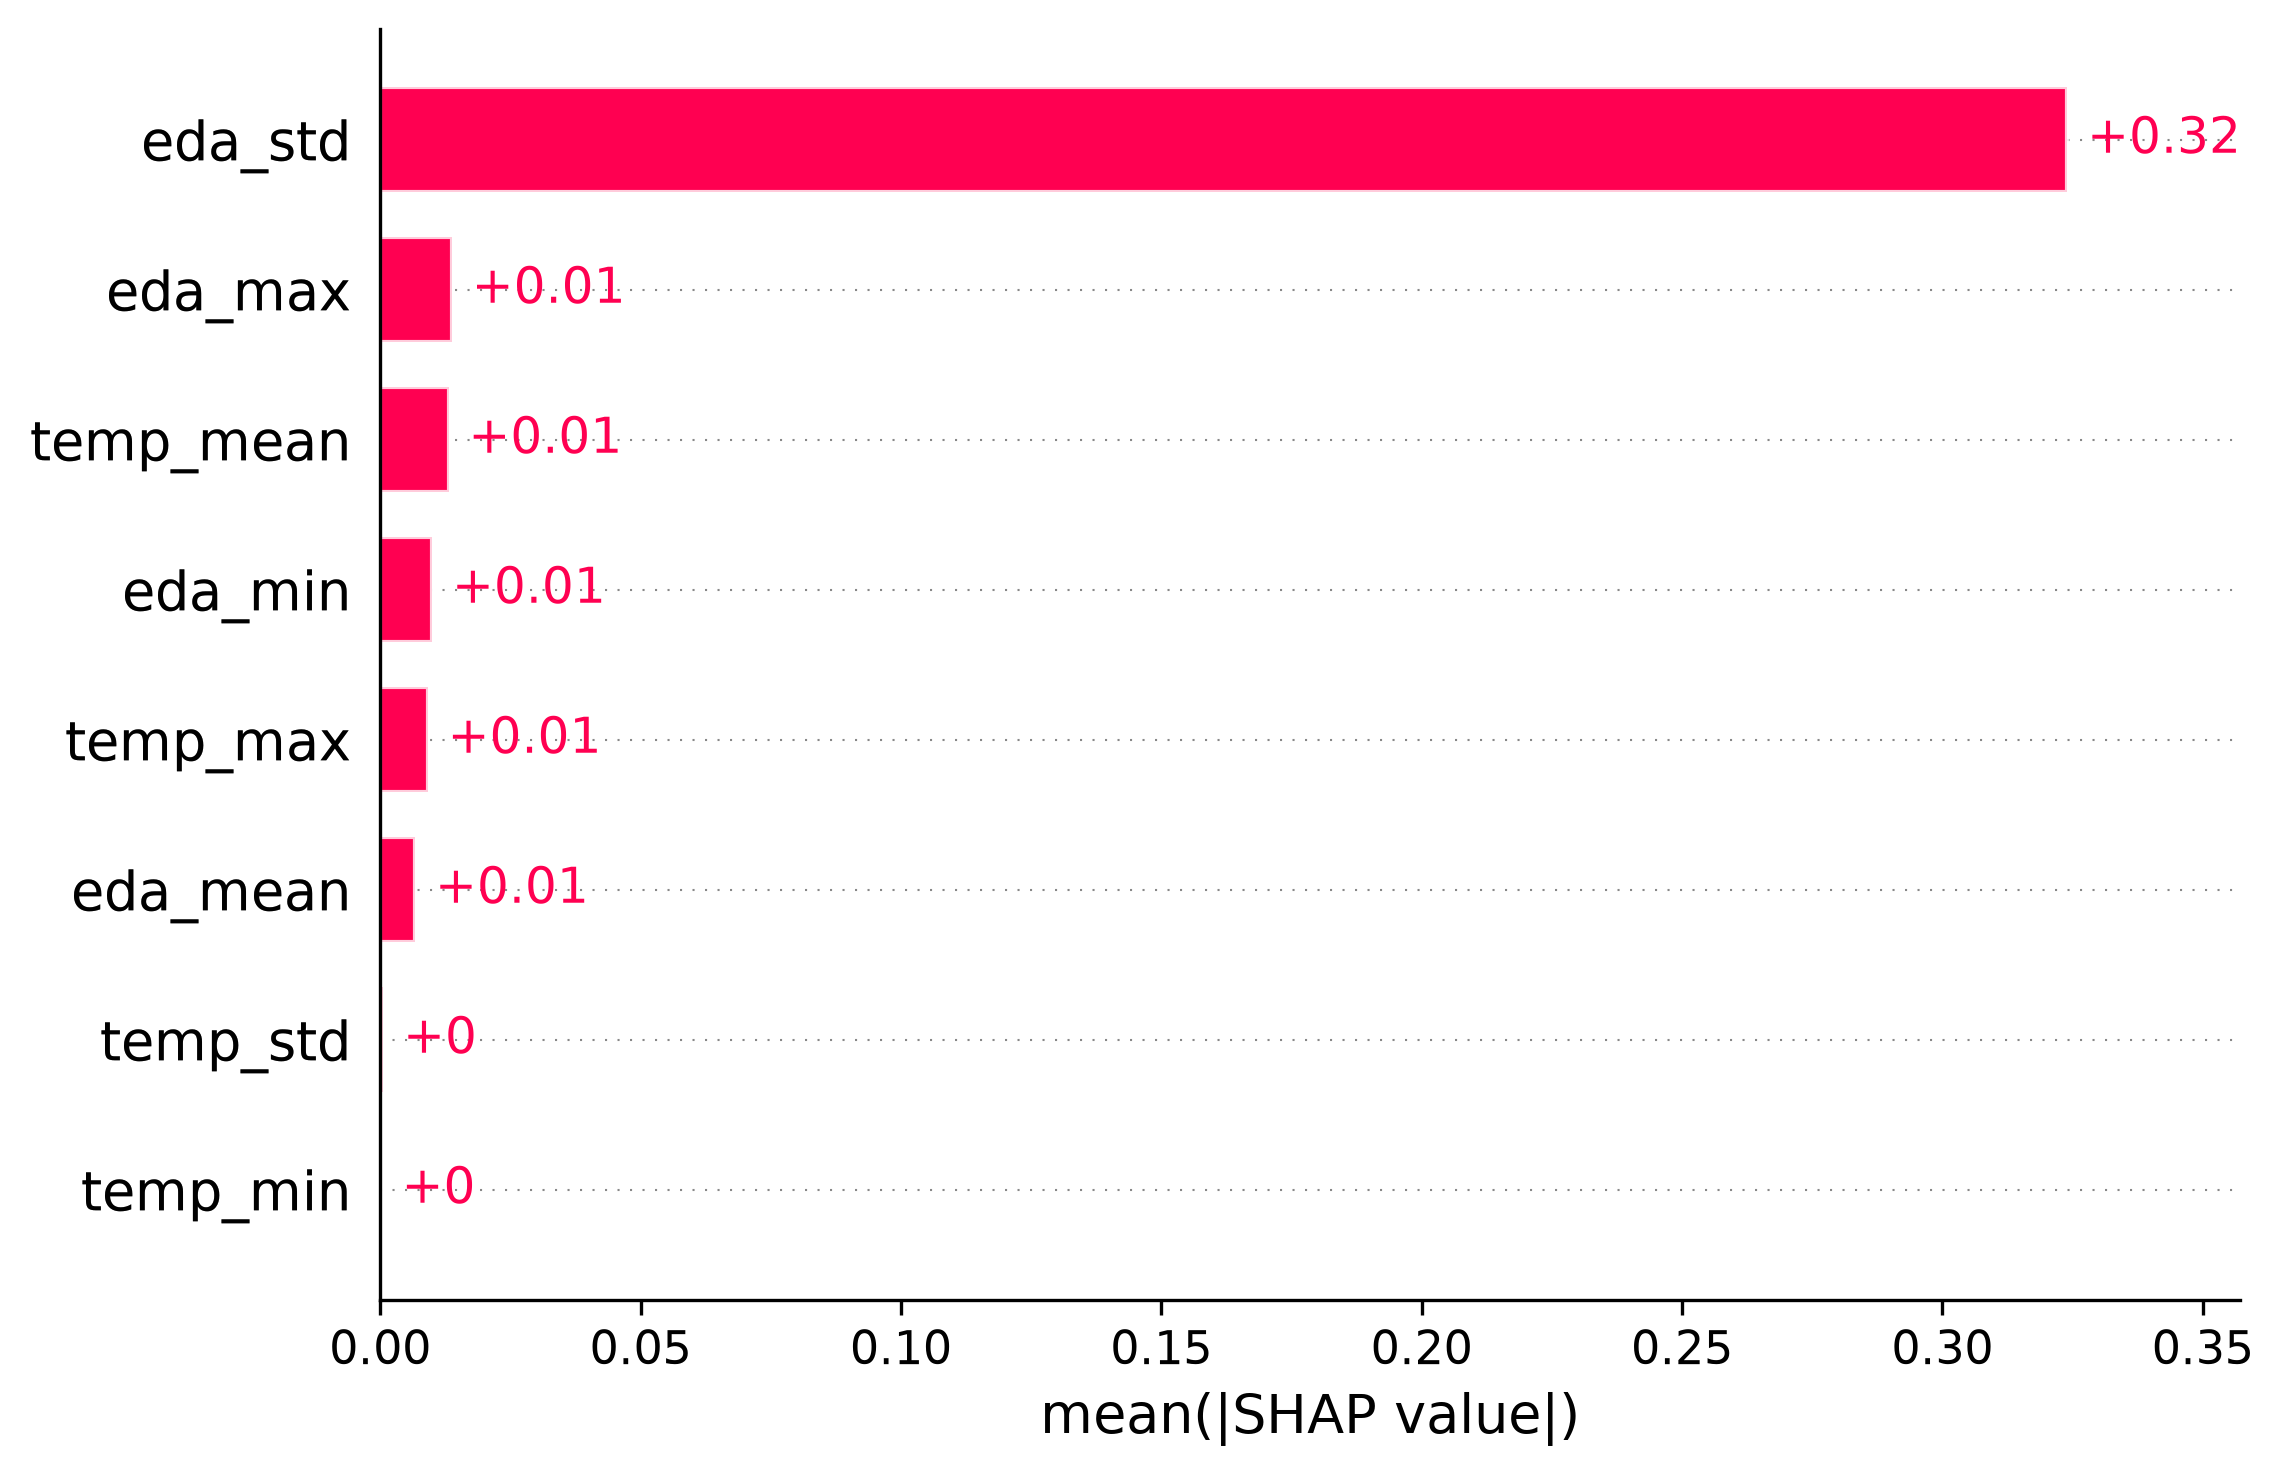 eda_std +0.32
eda_max +0.01
temp_mean +0.01
eda_min +0.01
temp_max +0.01
eda_mean +0.01
temp_std +0
temp_min +0
0.00 0.05 0.10 0.15 0.20 0.25 0.30 0.35
mean(|SHAP value|)